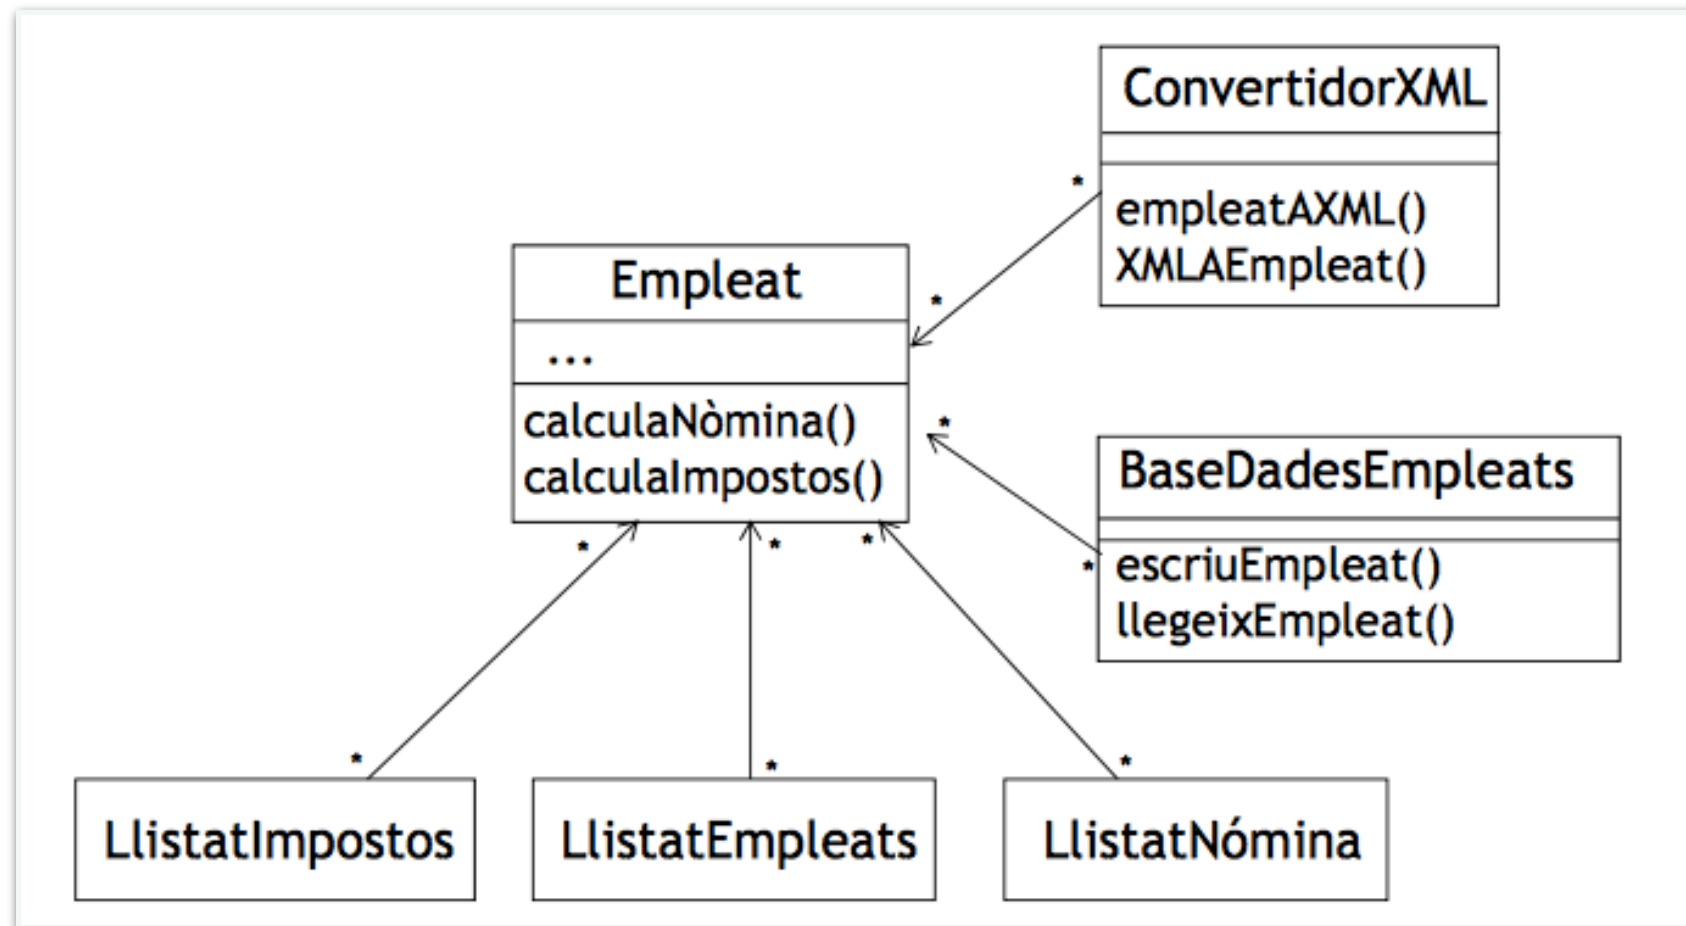 ConvertidorXML
empleatAXML()
XMLAEmpleat()
*
*
Empleat
...
calculaNòmina()
calculaImpostos()
*
*
BaseDadesEmpleats
escriuEmpleat()
llegeixEmpleat()
*
*
*
*
*
*
LlistatImpostos
LlistatEmpleats
LlistatNómina